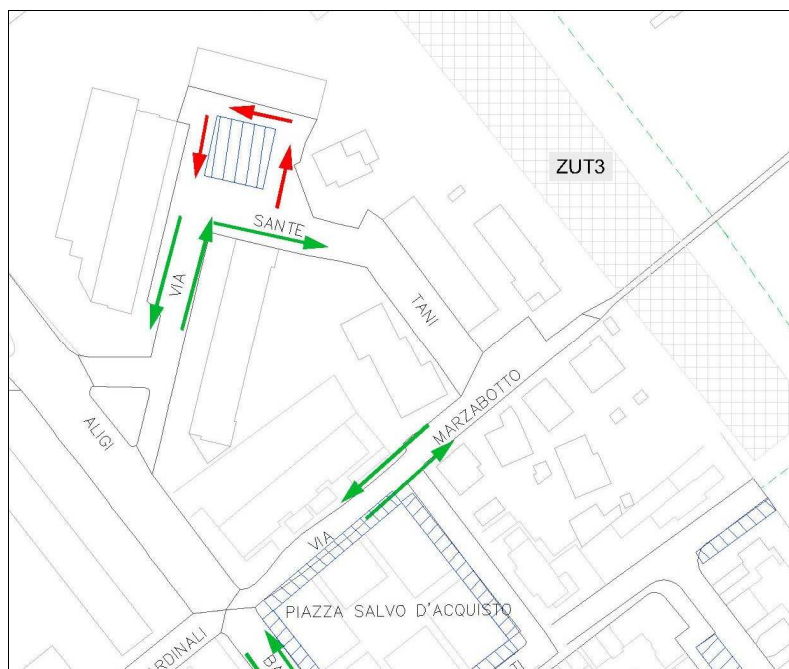 ZUT3
SANTE
VIA
TANI
MARZABOTTO
ALIGI
VIA
PIAZZA SALVO D'ACQUISTO